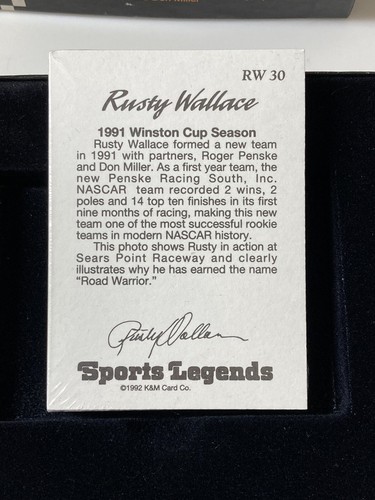 RW 30
Rusty Wallace
1991 Winston Cup Season
Rusty Wallace formed a new team
in 1991 with partners, Roger Penske
and Don Miller. As a first year team, the
new Penske Racing South, Inc.
NASCAR team recorded 2 wins, 2
poles and 14 top ten finishes in its first
nine months of racing, making this new
team one of the most successful rookie
teams in modern NASCAR history.
This photo shows Rusty in action at
Sears Point Raceway and clearly
illustrates why he has earned the name
“Road Warrior.”
Rusty Wallace
Sports Legends
©1992 K&M Card Co.